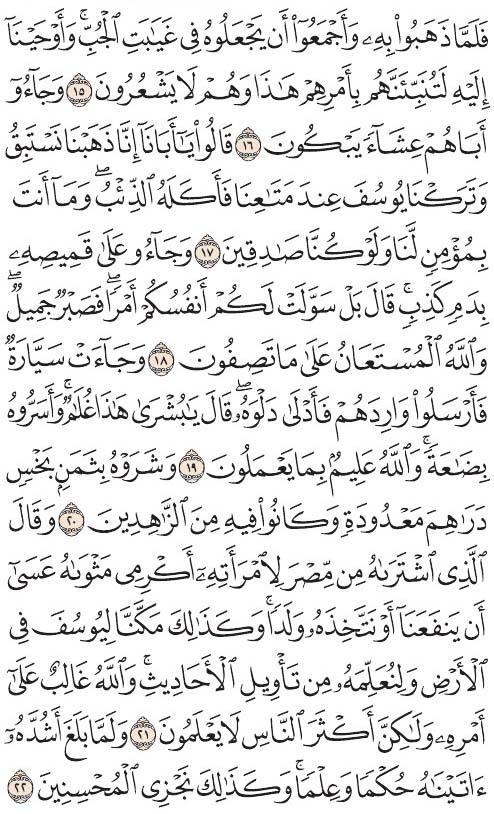 فَلَمَّا ذَهَبُوا۟ بِهِۦ وَأَجْمَعُوٓا۟ أَن يَجْعَلُوهُ فِى غَيَٰبَتِ ٱلْجُبِّ ۚ وَأَوْحَيْنَآ
إِلَيْهِ لَتُنَبِّئَنَّهُم بِأَمْرِهِمْ هَٰذَا وَهُمْ لَا يَشْعُرُونَ ١٥ وَجَآءُوٓ
أَبَاهُمْ عِشَآءً يَبْكُونَ ١٦ قَالُوا۟ يَٰٓأَبَانَآ إِنَّا ذَهَبْنَا نَسْتَبِقُ
وَتَرَكْنَا يُوسُفَ عِندَ مَتَٰعِنَا فَأَكَلَهُ ٱلذِّئْبُ ۖ وَمَآ أَنتَ
بِمُؤْمِنٍ لَّنَا وَلَوْ كُنَّا صَٰدِقِينَ ١٧ وَجَآءُو عَلَىٰ قَمِيصِهِۦ
بِدَمٍ كَذِبٍ ۚ قَالَ بَلْ سَوَّلَتْ لَكُمْ أَنفُسُكُمْ أَمْرًا ۖ فَصَبْرٌ جَمِيلٌ ۖ
وَٱللَّهُ ٱلْمُسْتَعَانُ عَلَىٰ مَا تَصِفُونَ ١٨ وَجَآءَتْ سَيَّارَةٌ
فَأَرْسَلُوا۟ وَارِدَهُمْ فَأَدْلَىٰ دَلْوَهُۥ ۖ قَالَ يَٰبُشْرَىٰ هَٰذَا غُلَٰمٌ ۚ وَأَسَرُّوهُ
بِضَٰعَةً ۚ وَٱللَّهُ عَلِيمٌۢ بِمَا يَعْمَلُونَ ١٩ وَشَرَوْهُ بِثَمَنٍۭ بَخْسٍ
دَرَٰهِمَ مَعْدُودَةٍ وَكَانُوا۟ فِيهِ مِنَ ٱلزَّٰهِدِينَ ٢٠ وَقَالَ
ٱلَّذِى ٱشْتَرَىٰهُ مِن مِّصْرَ لِٱمْرَأَتِهِۦٓ أَكْرِمِى مَثْوَىٰهُ عَسَىٰٓ
أَن يَنفَعَنَآ أَوْ نَتَّخِذَهُۥ وَلَدًا ۚ وَكَذَٰلِكَ مَكَّنَّا لِيُوسُفَ فِى
ٱلْأَرْضِ وَلِنُعَلِّمَهُۥ مِن تَأْوِيلِ ٱلْأَحَادِيثِ ۚ وَٱللَّهُ غَالِبٌ عَلَىٰٓ
أَمْرِهِۦ وَلَٰكِنَّ أَكْثَرَ ٱلنَّاسِ لَا يَعْلَمُونَ ٢١ وَلَمَّا بَلَغَ أَشُدَّهُۥٓ
ءَاتَيْنَٰهُ حُكْمًا وَعِلْمًا ۚ وَكَذَٰلِكَ نَجْزِى ٱلْمُحْسِنِينَ ٢٢